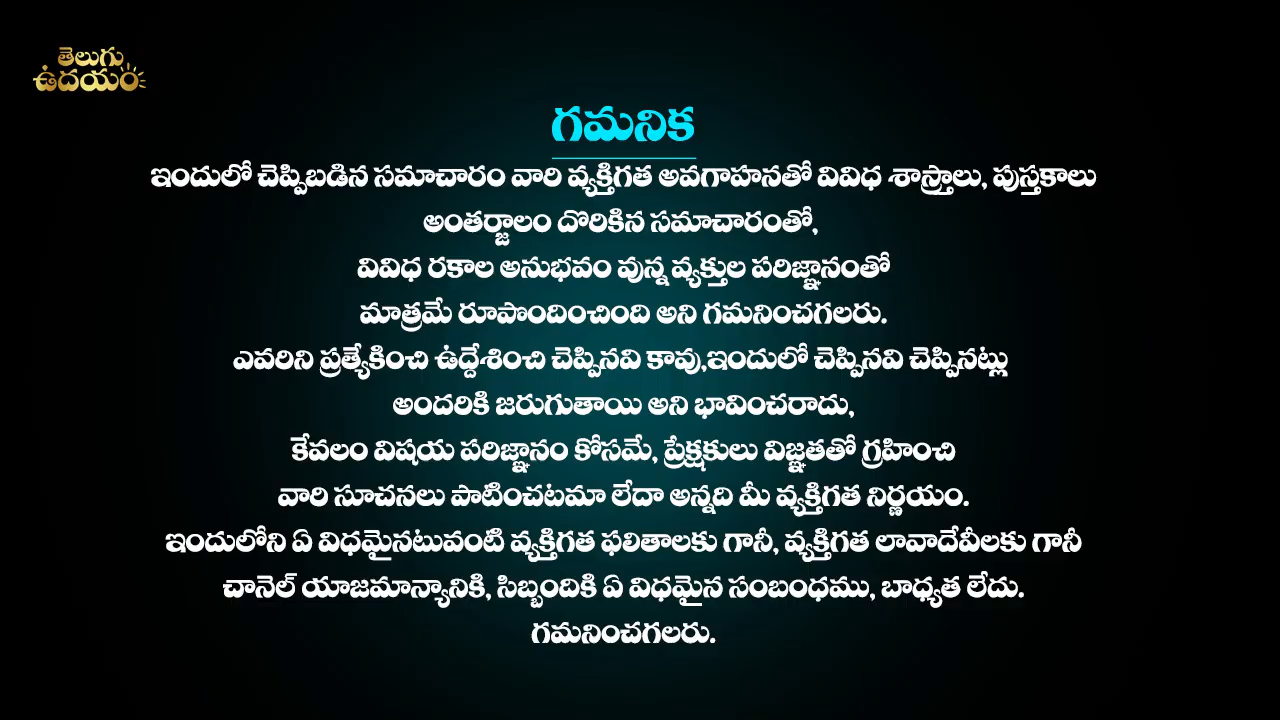 తెలుగు
ఉదయం
గమనిక
ఇందులో చెప్పిబడిన సమాచారం వారి వ్యక్తిగత అవగాహనతో వివిధ శాస్త్రాలు, పుస్తకాలు
అంతర్జాలం దొరికిన సమాచారంతో,
వివిధ రకాల అనుభవం వున్న వ్యక్తుల పరిజ్ఞానంతో
మాత్రమే రూపొందించింది అని గమనించగలరు.
ఎవరిని ప్రత్యేకించి ఉద్దేశించి చెప్పినవి కావు,ఇందులో చెప్పినవి చెప్పినట్లు
అందరికి జరుగుతాయి అని భావించరాదు,
కేవలం విషయ పరిజ్ఞానం కోసమే, ప్రేక్షకులు విజ్ఞతతో గ్రహించి
వారి సూచనలు పాటించటమా లేదా అన్నది మీ వ్యక్తిగత నిర్ణయం.
ఇందులోని ఏ విధమైనటువంటి వ్యక్తిగత ఫలితాలకు గానీ, వ్యక్తిగత లావాదేవీలకు గానీ
చానెల్ యాజమాన్యానికి, సిబ్బందికి ఏ విధమైన సంబంధము, బాధ్యత లేదు.
గమనించగలరు.